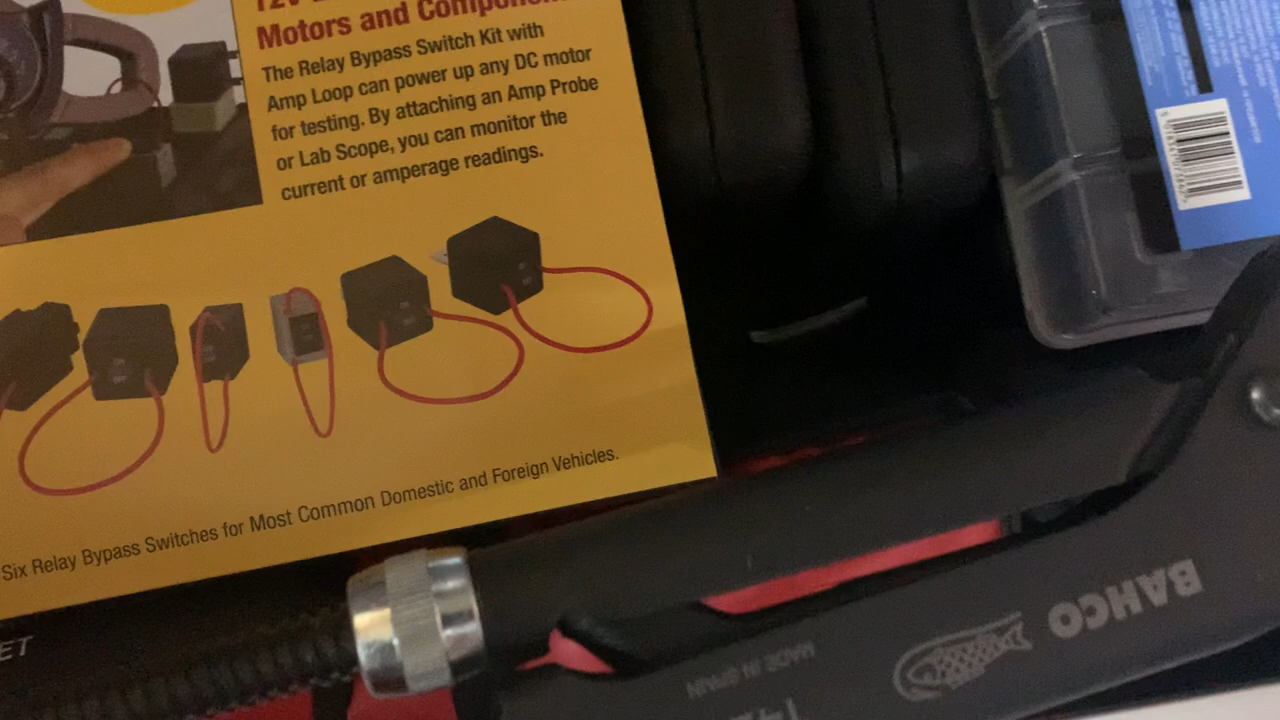 Motors and
The Relay Bypass Switch Kit with
Amp Loop can power up any DC motor
for testing. By attaching an Amp Probe
or Lab Scope, you can monitor the
current or amperage readings.
Six Relay Bypass Switches for Most Common Domestic and Foreign Vehicles.
ET
BAHCO
MADE IN SPAIN